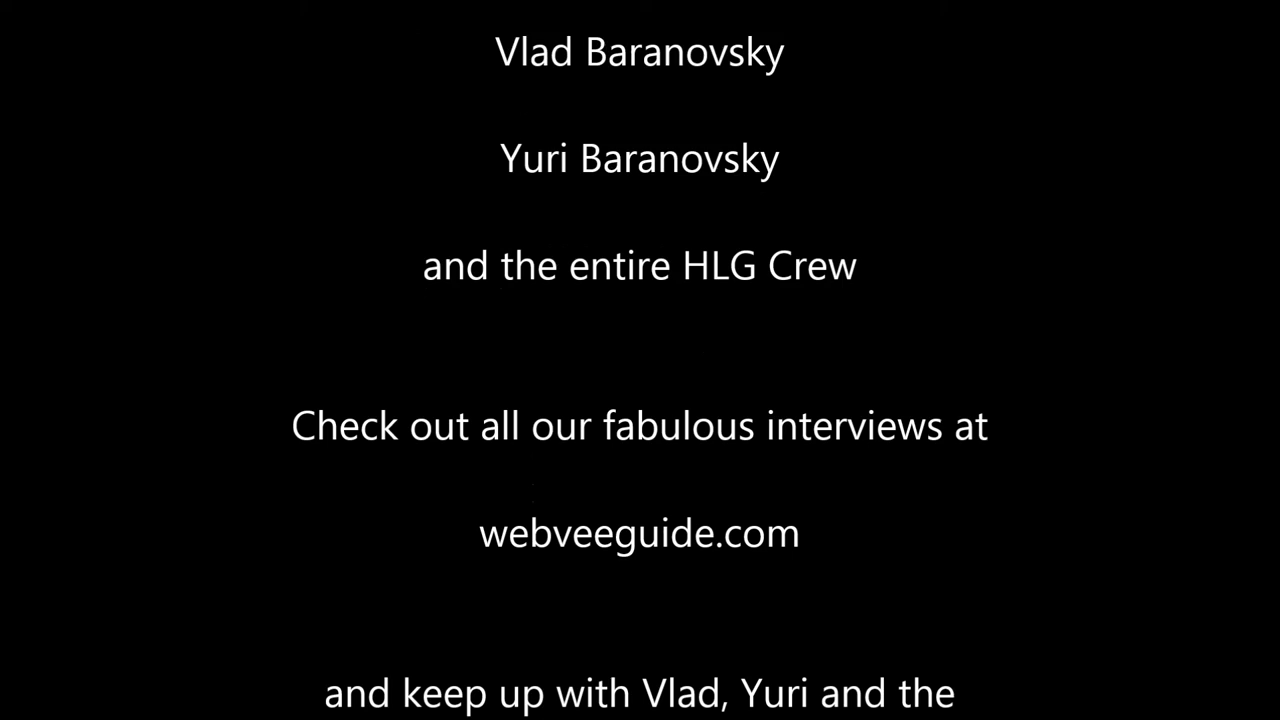 Vlad Baranovsky
Yuri Baranovsky
and the entire HLG Crew
Check out all our fabulous interviews at
webveeguide.com
and keep up with Vlad, Yuri and the